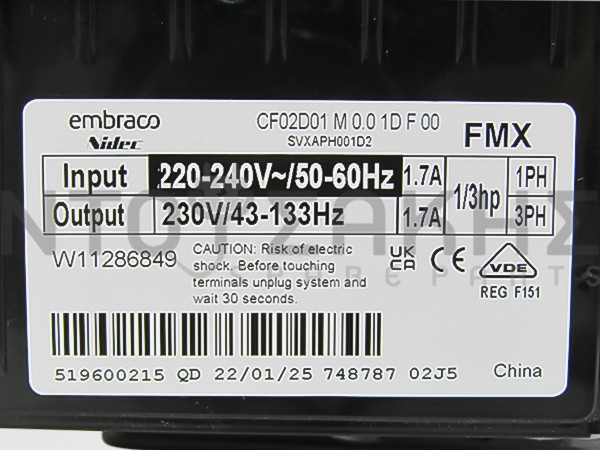 embraco
Nidec
CF02D01 M 0.0 1D F 00
SVXAPH001D2
FMX
Input 220-240V~/50-60Hz 1.7A 1/3hp 1PH
Output 230V/43-133Hz 1.7A 3PH
W11286849
CAUTION: Risk of electric
shock. Before touching
terminals unplug system and
wait 30 seconds.
UK
CA
CE
VDE
REG F151
ΝΤΟΥΖΑΚΗΣ
SPAREPARTS
519600215 QD 22/01/25 748787 02J5
China